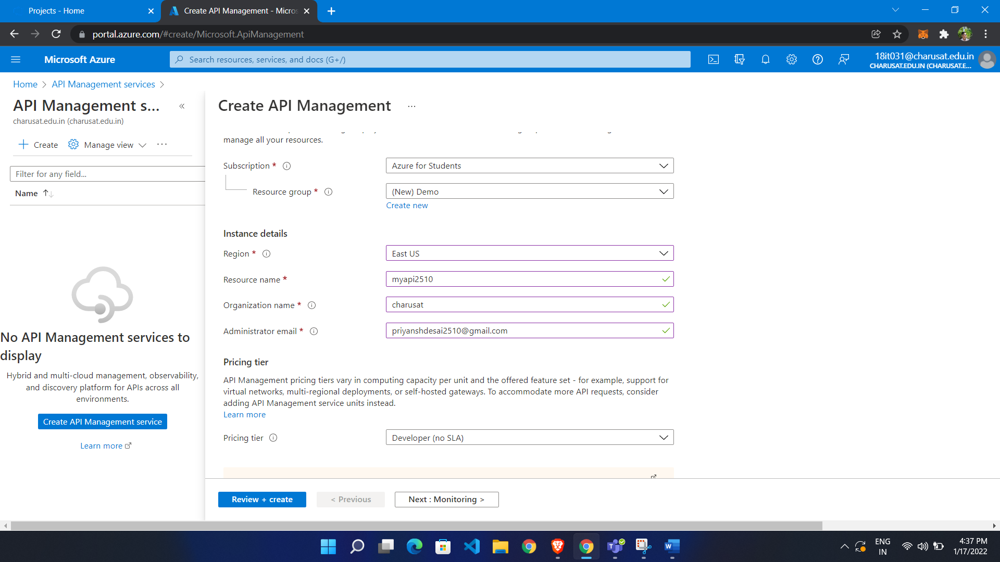 Projects - Home
Create API Management - Micros
portal.azure.com/#create/Microsoft.ApiManagement
Microsoft Azure
Search resources, services, and docs (G+/)
18it031@charusat.edu.in
CHARUSAT.EDU.IN (CHARUSAT.E...
Home > API Management services >
API Management s...
«
charusat.edu.in (charusat.edu.in)
Create
Manage view
...
Filter for any field...
Name
No API Management services to
display
Hybrid and multi-cloud management, observability,
and discovery platform for APIs across all
environments.
Create API Management service
Learn more
Create API Management
...
manage all your resources.
Subscription *
Azure for Students
Resource group *
(New) Demo
Create new
Instance details
Region *
East US
Resource name *
myapi2510
Organization name *
charusat
Administrator email *
priyanshdesai2510@gmail.com
Pricing tier
API Management pricing tiers vary in computing capacity per unit and the offered feature set - for example, support for
virtual networks, multi-regional deployments, or self-hosted gateways. To accommodate more API requests, consider
adding API Management service units instead.
Learn more
Pricing tier
Developer (no SLA)
Review + create
< Previous
Next : Monitoring >
ENG
IN
4:37 PM
1/17/2022